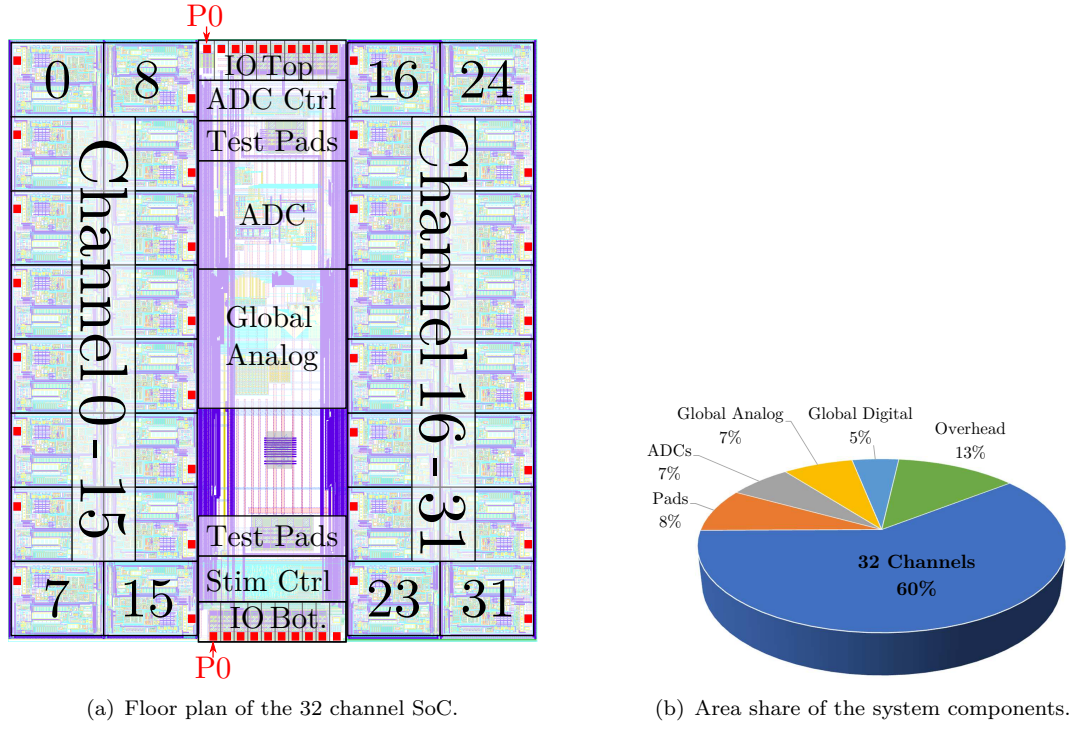 P0
0
8
16
24
IO Top
ADC Ctrl
Test Pads
ADC
Global
Analog
Channel 0 - 15
Channel 16 - 31
Test Pads
Stim Ctrl
IO Bot.
7
15
23
31
P0
(a) Floor plan of the 32 channel SoC.
Global Analog
7%
Global Digital
5%
Overhead
13%
ADCs
7%
Pads
8%
32 Channels
60%
(b) Area share of the system components.